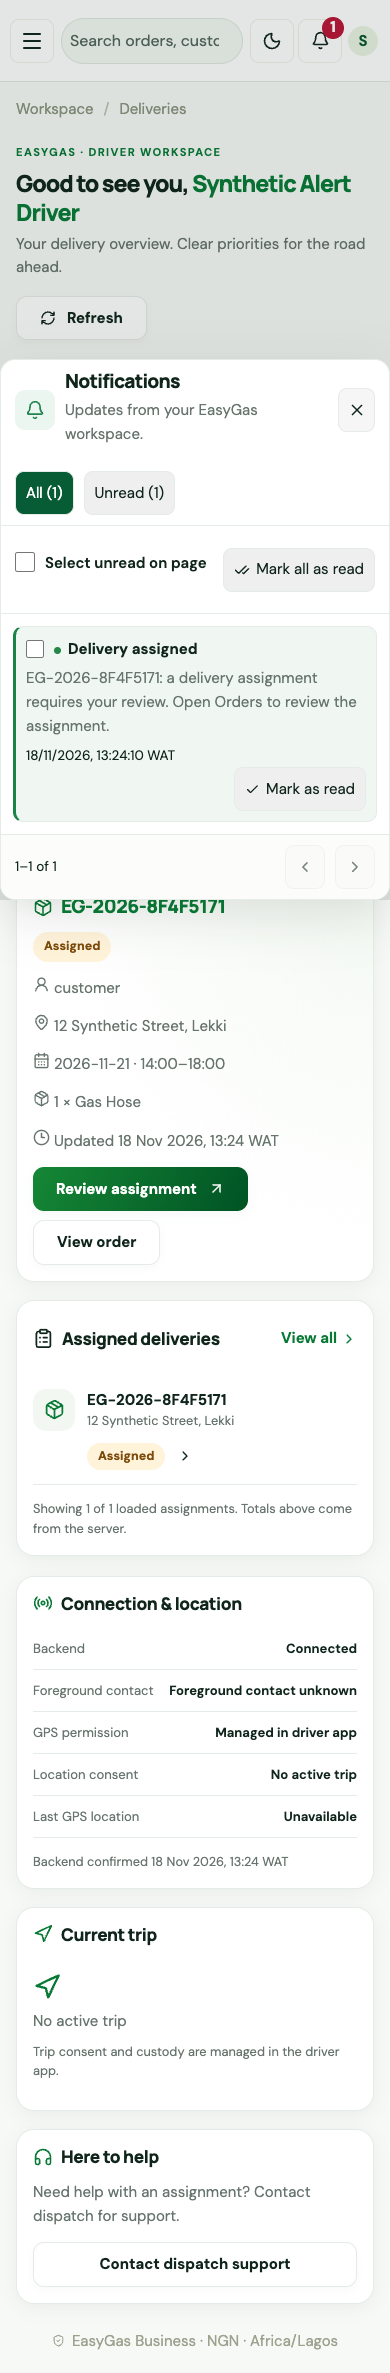 Search orders, custo
1
S
Workspace / Deliveries
EASYGAS · DRIVER WORKSPACE
Good to see you, Synthetic Alert
Driver
Your delivery overview. Clear priorities for the road
ahead.
Refresh
Notifications
Updates from your EasyGas
workspace.
All (1)
Unread (1)
Select unread on page
Mark all as read
Delivery assigned
EG-2026-8F4F5171: a delivery assignment
requires your review. Open Orders to review the
assignment.
18/11/2026, 13:24:10 WAT
Mark as read
1–1 of 1
EG-2026-8F4F5171
Assigned
customer
12 Synthetic Street, Lekki
2026-11-21 · 14:00–18:00
1 × Gas Hose
Updated 18 Nov 2026, 13:24 WAT
Review assignment
View order
Assigned deliveries
View all
EG-2026-8F4F5171
12 Synthetic Street, Lekki
Assigned
Showing 1 of 1 loaded assignments. Totals above come
from the server.
Connection & location
Backend Connected
Foreground contact Foreground contact unknown
GPS permission Managed in driver app
Location consent No active trip
Last GPS location Unavailable
Backend confirmed 18 Nov 2026, 13:24 WAT
Current trip
No active trip
Trip consent and custody are managed in the driver
app.
Here to help
Need help with an assignment? Contact
dispatch for support.
Contact dispatch support
EasyGas Business · NGN · Africa/Lagos